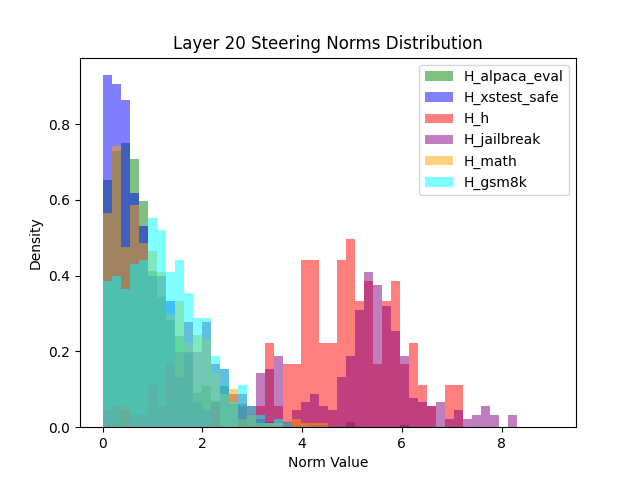 Layer 20 Steering Norms Distribution
H_alpaca_eval
H_xstest_safe
H_h
H_jailbreak
H_math
H_gsm8k
Density
0.8
0.6
0.4
0.2
0.0
0
2
4
6
8
Norm Value